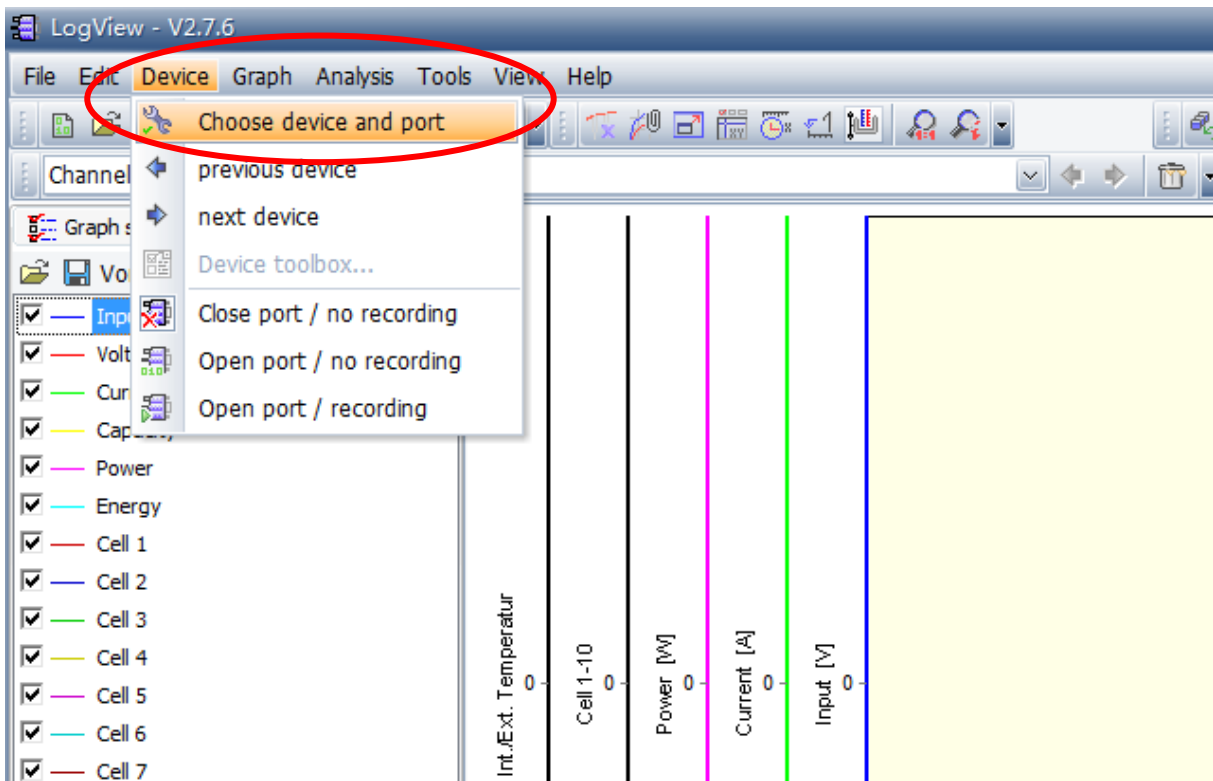 LogView - V2.7.6
File Edit Device Graph Analysis Tools View Help
Choose device and port
Channel
previous device
next device
Graph s
Device toolbox...
Vo
Close port / no recording
Inpu
Open port / no recording
Volt
Open port / recording
Cur
Capacity
Power
Energy
Cell 1
Cell 2
Cell 3
Cell 4
Cell 5
Cell 6
Cell 7
Int./Ext. Temperatur
0
Cell 1-10
0
Power [W]
0
Current [A]
0
Input [V]
0